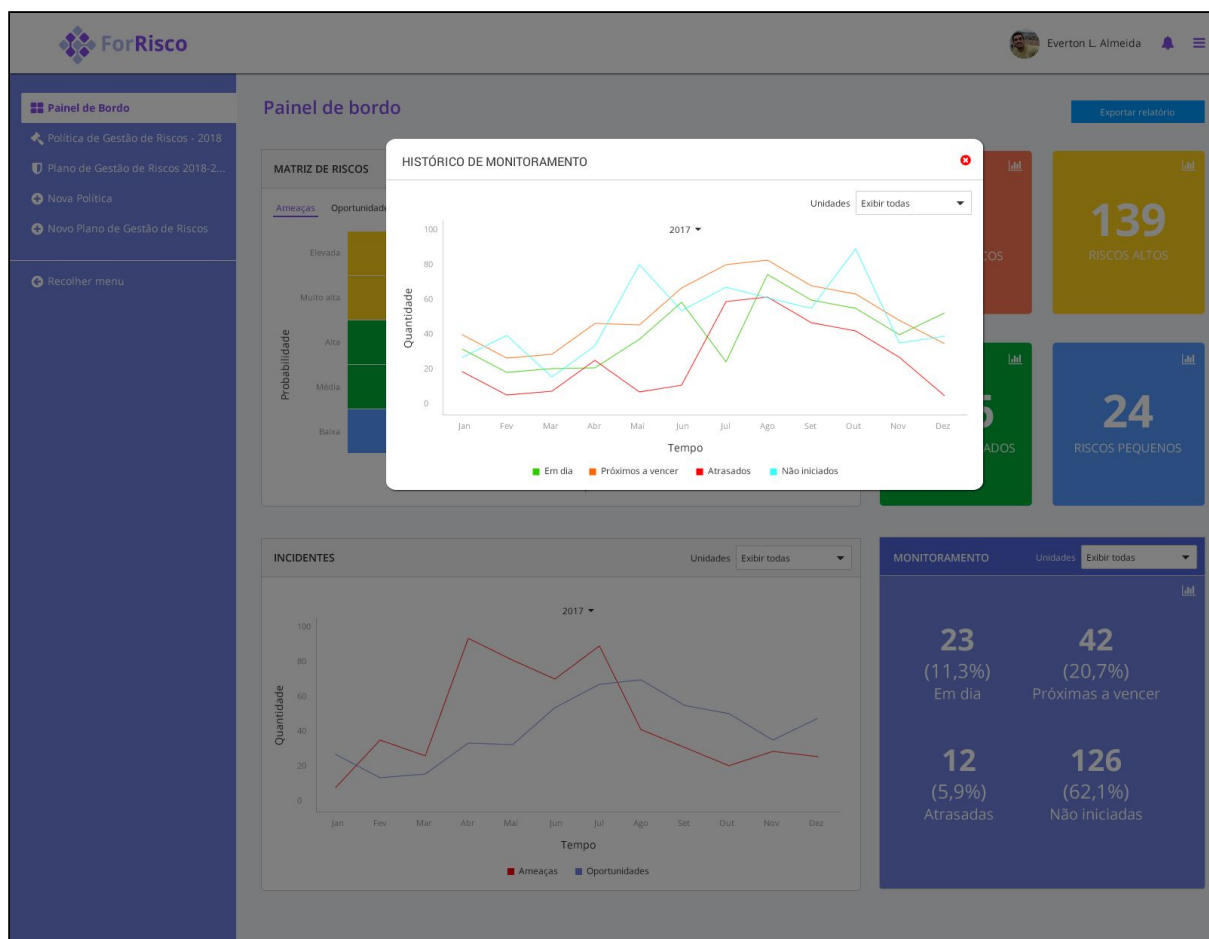 ForRisco
Everton L. Almeida
Painel de Bordo
Política de Gestão de Riscos - 2018
Plano de Gestão de Riscos 2018-2...
Nova Política
Novo Plano de Gestão de Riscos
Recolher menu
Painel de bordo
Exportar relatório
MATRIZ DE RISCOS
Ameaças Oportunidade
Elevada
Muito alta
Alta
Média
Baixa
Probabilidade
HISTÓRICO DE MONITORAMENTO
Unidades Exibir todas
2017
100
80
60
40
20
0
Quantidade
Jan Fev Mar Abr Mai Jun Jul Ago Set Out Nov Dez
Tempo
Em dia Próximos a vencer Atrasados Não iniciados
COS
139
RISCOS ALTOS
ADOS
24
RISCOS PEQUENOS
INCIDENTES
Unidades Exibir todas
2017
100
80
60
40
20
0
Quantidade
Jan Fev Mar Abr Mai Jun Jul Ago Set Out Nov Dez
Tempo
Ameaças Oportunidades
MONITORAMENTO
Unidades Exibir todas
23 42
(11,3%) (20,7%)
Em dia Próximas a vencer
12 126
(5,9%) (62,1%)
Atrasadas Não iniciadas